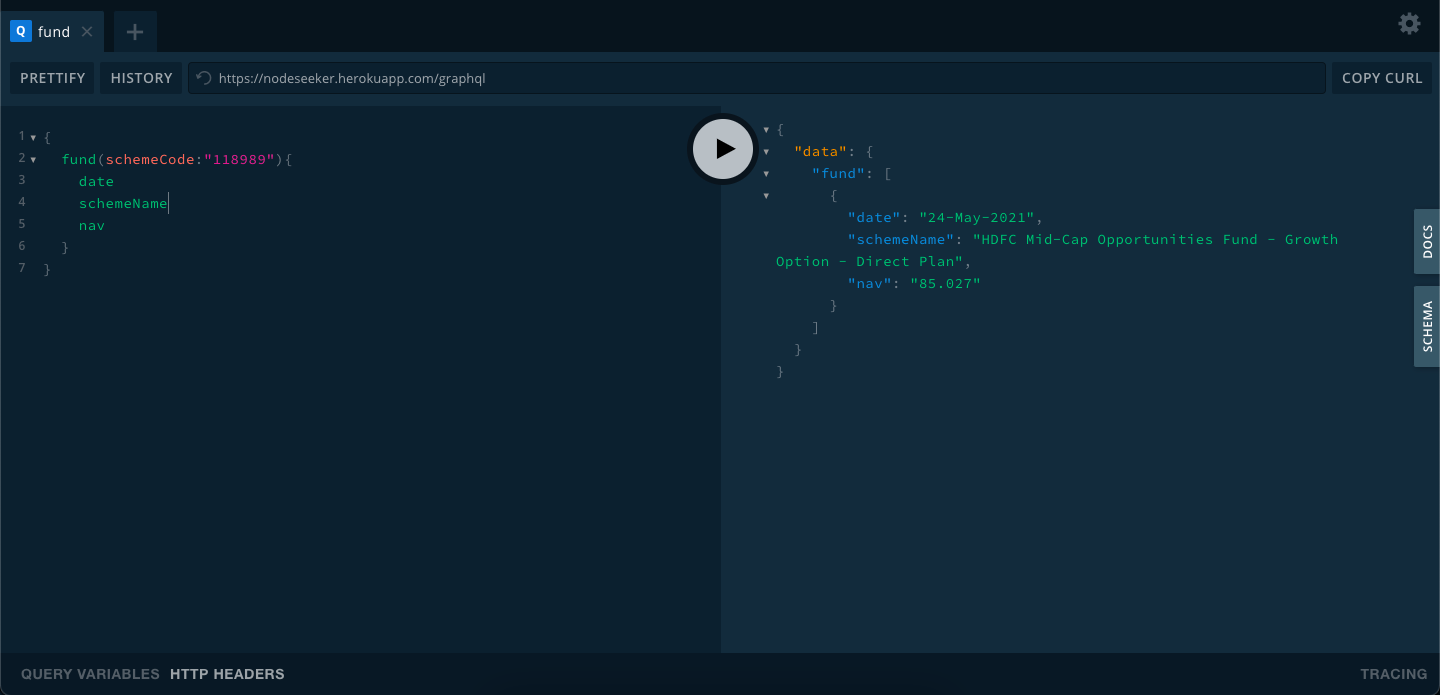 Q fund
PRETTIFY HISTORY https://nodeseeker.herokuapp.com/graphql COPY CURL
1 {
2 fund(schemeCode:"118989"){
3 date
4 schemeName
5 nav
6 }
7 }
{
"data": {
"fund": [
{
"date": "24-May-2021",
"schemeName": "HDFC Mid-Cap Opportunities Fund - Growth
Option - Direct Plan",
"nav": "85.027"
}
]
}
}
DOCS
SCHEMA
QUERY VARIABLES HTTP HEADERS TRACING